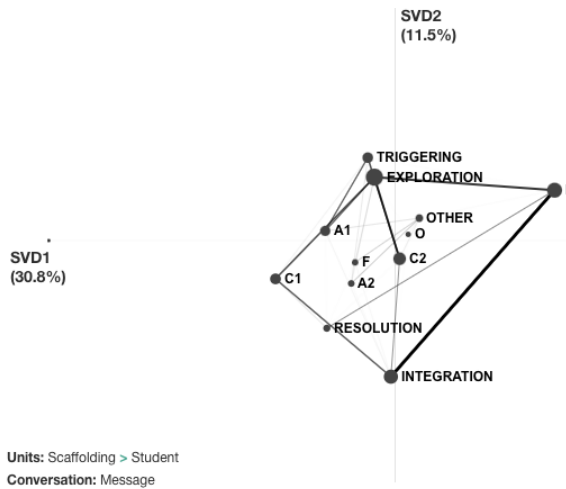 SVD2
(11.5%)
TRIGGERING
EXPLORATION
OTHER
A1
O
SVD1
(30.8%)
F
C2
C1
A2
RESOLUTION
INTEGRATION
Units: Scaffolding > Student
Conversation: Message